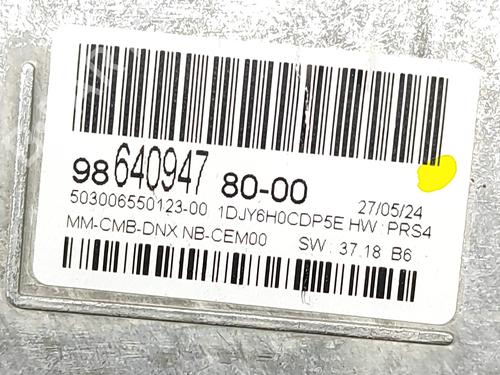 98 640947 80-00
503006550123-00 1DJY6H0CDP5E HW : PRS4 27/05/24
MM-CMB-DNX NB-CEM00 SW : 37.18 B6